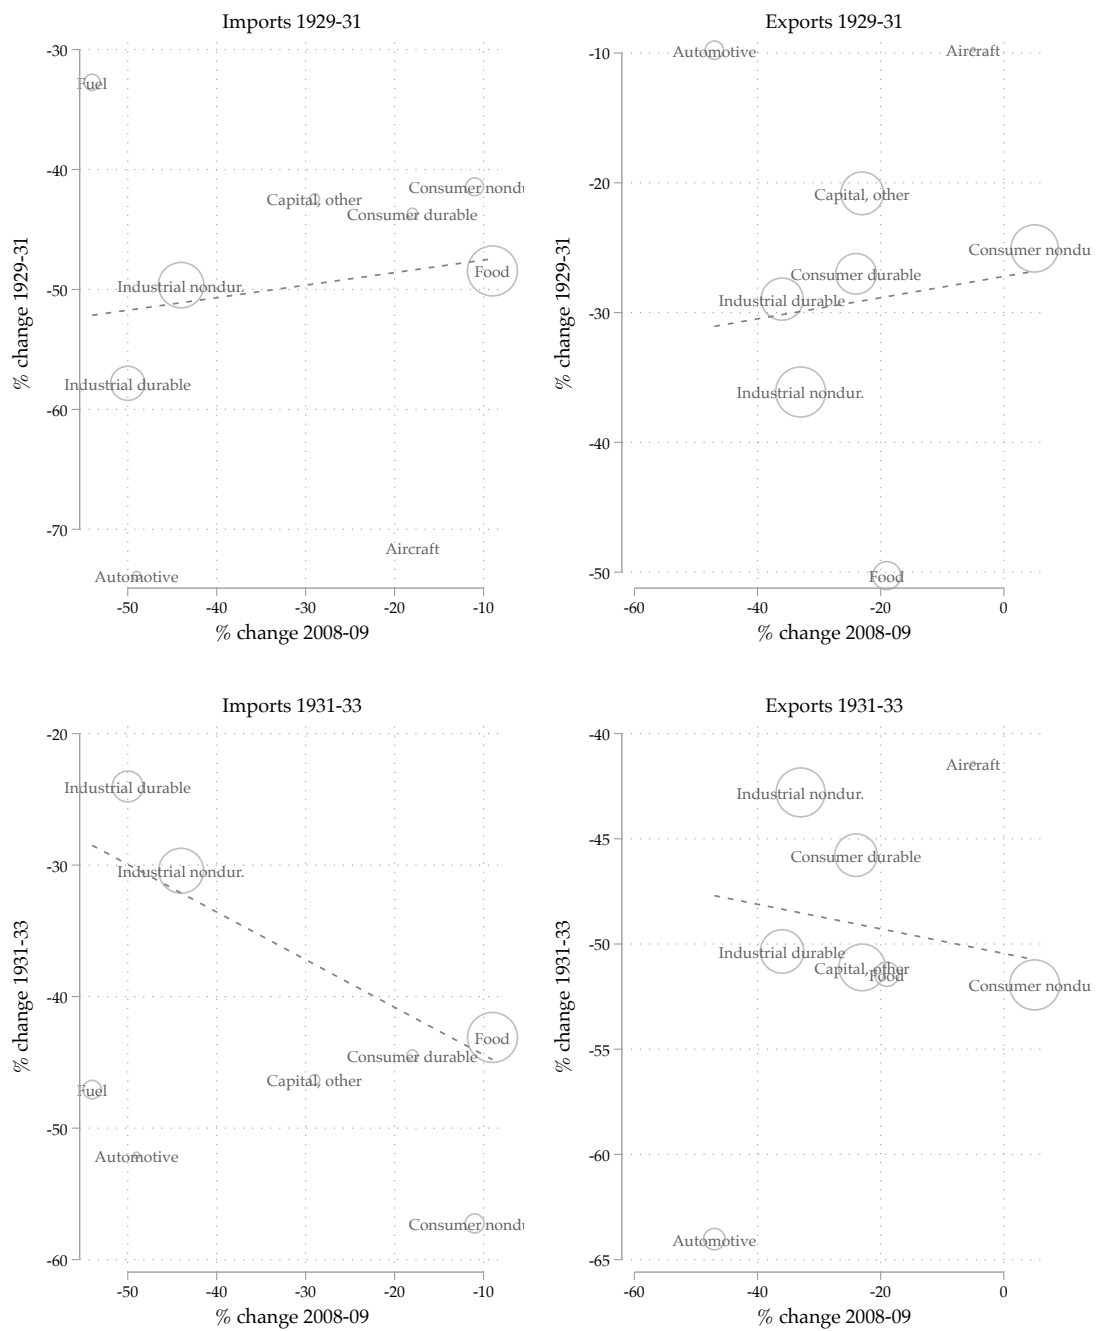 Imports 1929-31
% change 1929-31
-30
-40
-50
-60
-70
Fuel
Consumer nond
Capital, other
Consumer durable
Food
Industrial nondur.
Industrial durable
Aircraft
Automotive
-50 -40 -30 -20 -10
% change 2008-09
Exports 1929-31
% change 1929-31
-10
-20
-30
-40
-50
Automotive
Aircraft
Capital, other
Consumer nondu
Consumer durable
Industrial durable
Industrial nondur.
Food
-60 -40 -20 0
% change 2008-09
Imports 1931-33
% change 1931-33
-20
-30
-40
-50
-60
Industrial durable
Industrial nondur.
Food
Consumer durable
Capital, other
Fuel
Automotive
Consumer nond
-50 -40 -30 -20 -10
% change 2008-09
Exports 1931-33
% change 1931-33
-40
-45
-50
-55
-60
-65
Aircraft
Industrial nondur.
Consumer durable
Industrial durable
Capital, other
Food
Consumer nondu
Automotive
-60 -40 -20 0
% change 2008-09